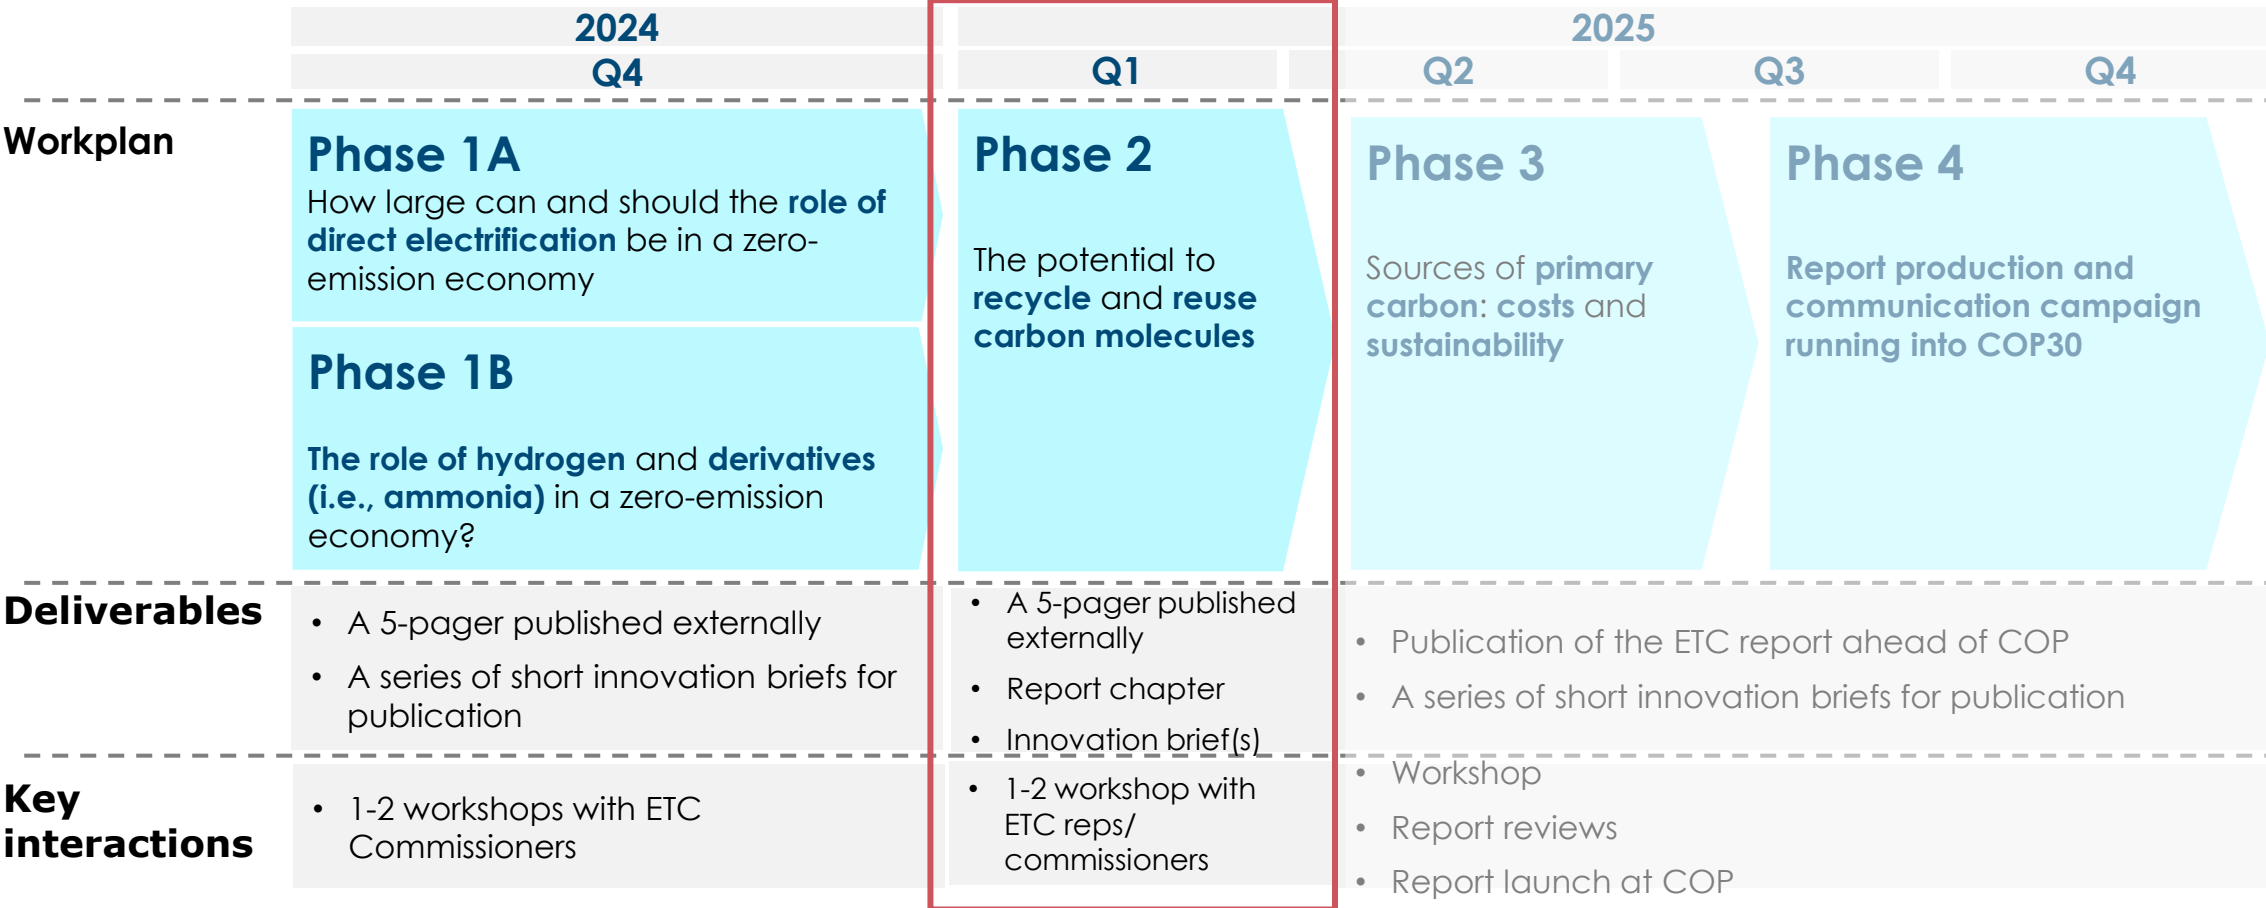 2024
2025
Q4
Q1
Q2
Q3
Q4
Workplan
Phase 1A
How large can and should the role of
direct electrification be in a zero-
emission economy
Phase 1B
The role of hydrogen and derivatives
(i.e., ammonia) in a zero-emission
economy?
Phase 2
The potential to
recycle and reuse
carbon molecules
Phase 3
Sources of primary
carbon: costs and
sustainability
Phase 4
Report production and
communication campaign
running into COP30
Deliverables
• A 5-pager published externally
• A series of short innovation briefs for
publication
• A 5-pager published
externally
• Report chapter
• Innovation brief(s)
• Publication of the ETC report ahead of COP
• A series of short innovation briefs for publication
Key
interactions
• 1-2 workshops with ETC
Commissioners
• 1-2 workshop with
ETC reps/
commissioners
• Workshop
• Report reviews
• Report launch at COP